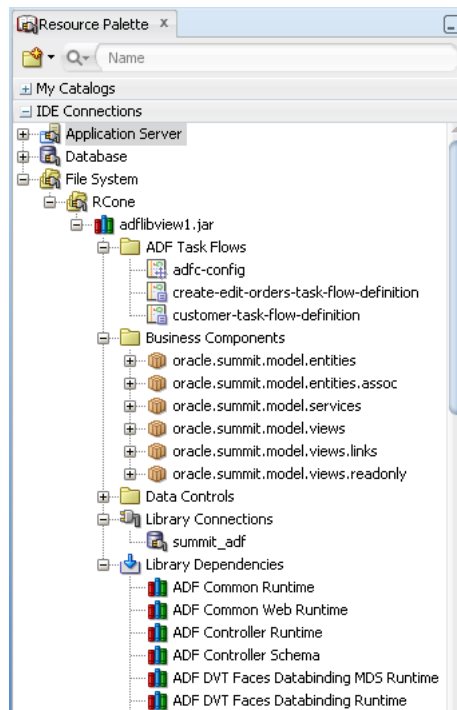 Resource Palette x
Name
My Catalogs
IDE Connections
Application Server
Database
File System
RCone
adflibview1.jar
ADF Task Flows
adfc-config
create-edit-orders-task-flow-definition
customer-task-flow-definition
Business Components
oracle.summit.model.entities
oracle.summit.model.entities.assoc
oracle.summit.model.services
oracle.summit.model.views
oracle.summit.model.views.links
oracle.summit.model.views.readonly
Data Controls
Library Connections
summit_adf
Library Dependencies
ADF Common Runtime
ADF Common Web Runtime
ADF Controller Runtime
ADF Controller Schema
ADF DVT Faces Databinding MDS Runtime
ADF DVT Faces Databinding Runtime